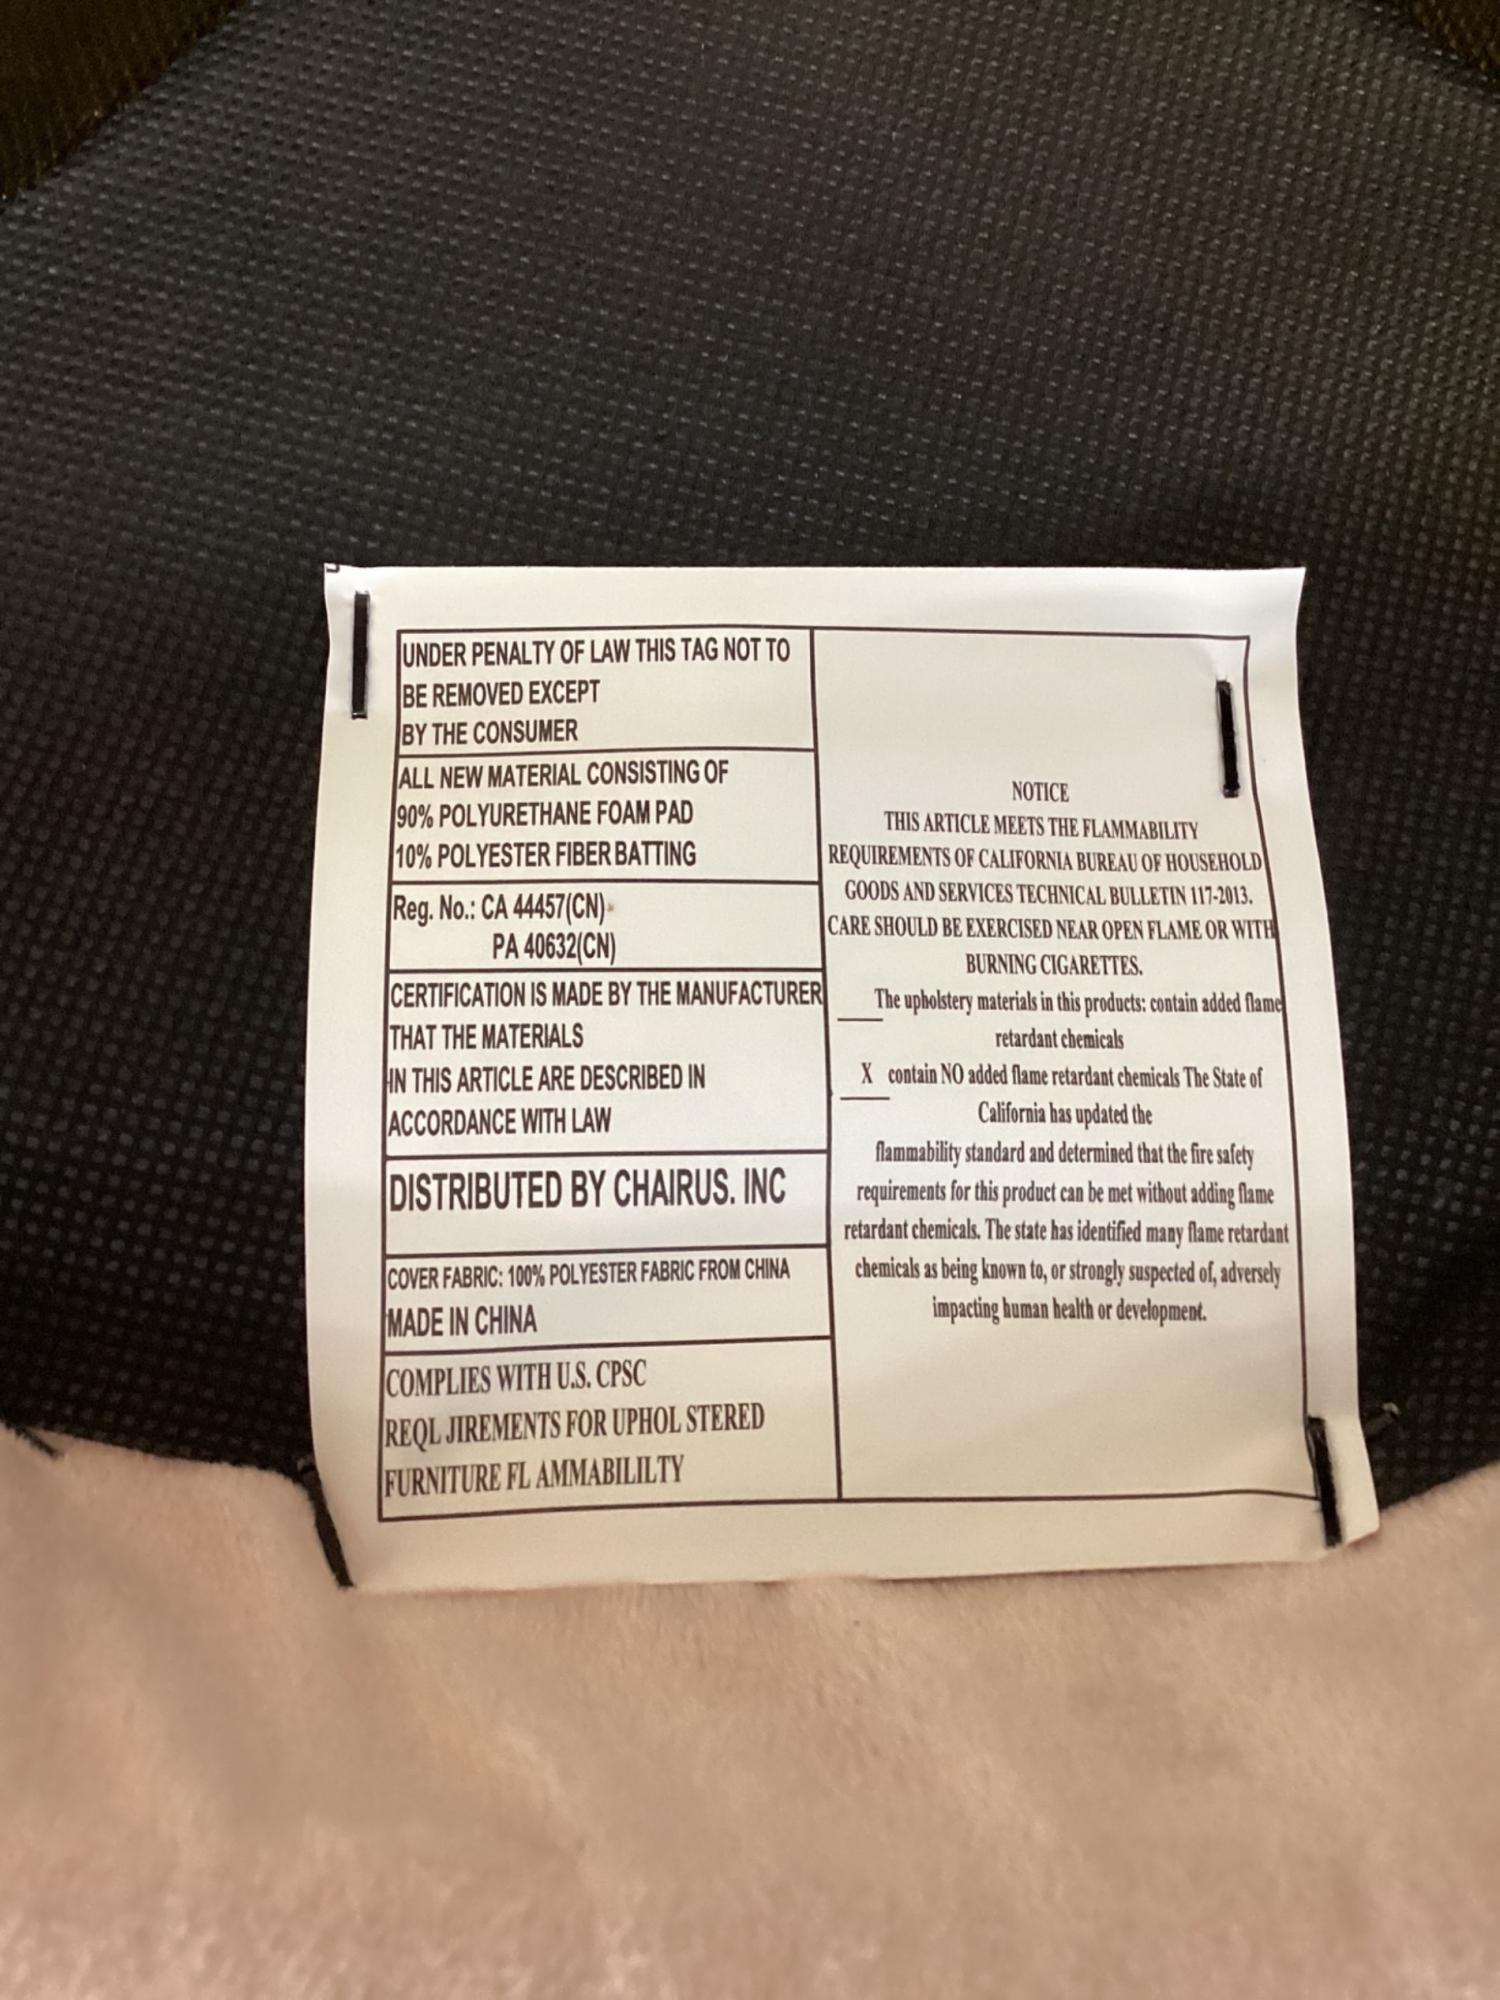 UNDER PENALTY OF LAW THIS TAG NOT TO
BE REMOVED EXCEPT
BY THE CONSUMER
ALL NEW MATERIAL CONSISTING OF
90% POLYURETHANE FOAM PAD
10% POLYESTER FIBER BATTING
Reg. No.: CA 44457(CN)
PA 40632(CN)
CERTIFICATION IS MADE BY THE MANUFACTURER
THAT THE MATERIALS
IN THIS ARTICLE ARE DESCRIBED IN
ACCORDANCE WITH LAW
DISTRIBUTED BY CHAIRUS. INC
COVER FABRIC: 100% POLYESTER FABRIC FROM CHINA
MADE IN CHINA
COMPLIES WITH U.S. CPSC
REQL JIREMENTS FOR UPHOL STERED
FURNITURE FL AMMABILILTY
NOTICE
THIS ARTICLE MEETS THE FLAMMABILITY
REQUIREMENTS OF CALIFORNIA BUREAU OF HOUSEHOLD
GOODS AND SERVICES TECHNICAL BULLETIN 117-2013.
CARE SHOULD BE EXERCISED NEAR OPEN FLAME OR WITH
BURNING CIGARETTES.
____The upholstery materials in this products: contain added flame
retardant chemicals
X contain NO added flame retardant chemicals The State of
California has updated the
flammability standard and determined that the fire safety
requirements for this product can be met without adding flame
retardant chemicals. The state has identified many flame retardant
chemicals as being known to, or strongly suspected of, adversely
impacting human health or development.